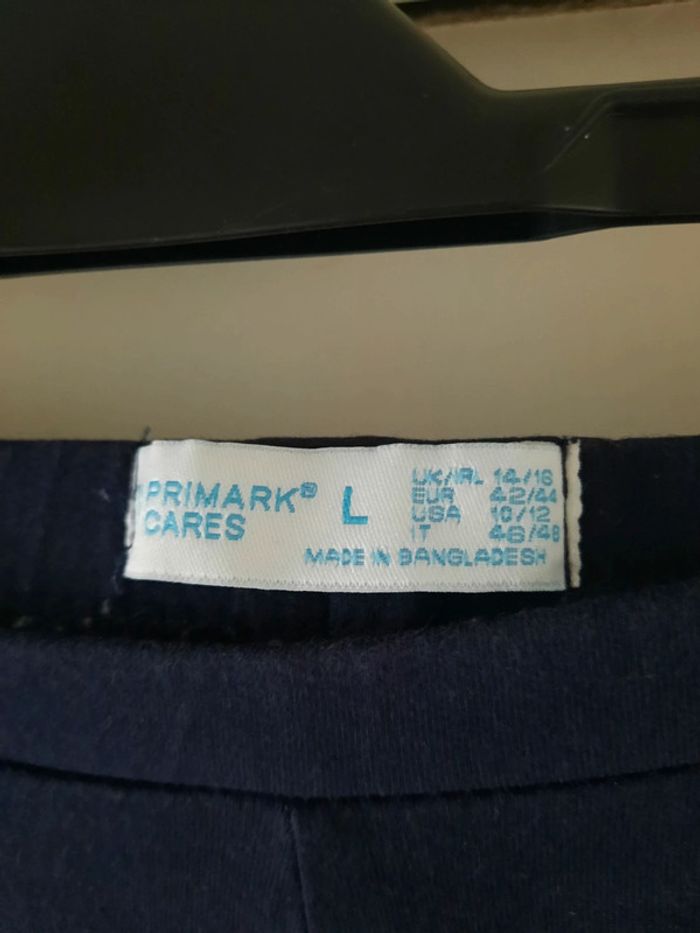 PRIMARK®
CARES
L
UK/IRL 14/16
EUR 42/44
USA 10/12
IT 46/48
MADE IN BANGLADESH